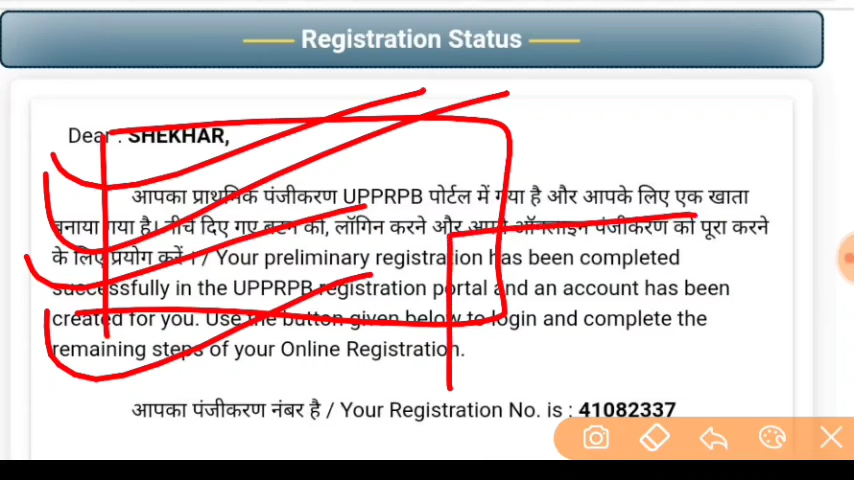 Registration Status
Dear : SHEKHAR,
आपका प्राथमिक पंजीकरण UPPRPB पोर्टल में गया है और आपके लिए एक खाता
बनाया गया है। नीचे दिए गए बटन को, लॉगिन करने और अपने ऑनलाइन पंजीकरण को पूरा करने
के लिए प्रयोग करें । / Your preliminary registration has been completed
successfully in the UPPRPB registration portal and an account has been
created for you. Use the button given below to login and complete the
remaining steps of your Online Registration.
आपका पंजीकरण नंबर है / Your Registration No. is : 41082337